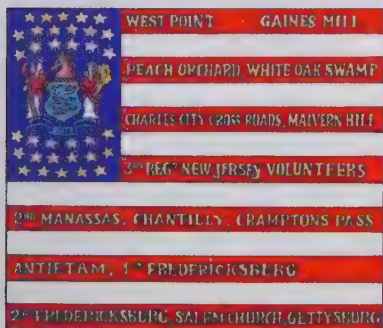 WEST POINT GAINES MILL
PEACH ORCHARD, WHITE OAK SWAMP
CHARLES CITY CROSS ROADS, MALVERN HILL
3RD REGT NEW JERSEY VOLUNTEERS
2ND MANASSAS, CHANTILLY, CRAMPTONS PASS
ANTIETAM, 1ST FREDERICKSBURG
2ND FREDERICKSBURG, SALEM CHURCH, GETTYSBURG